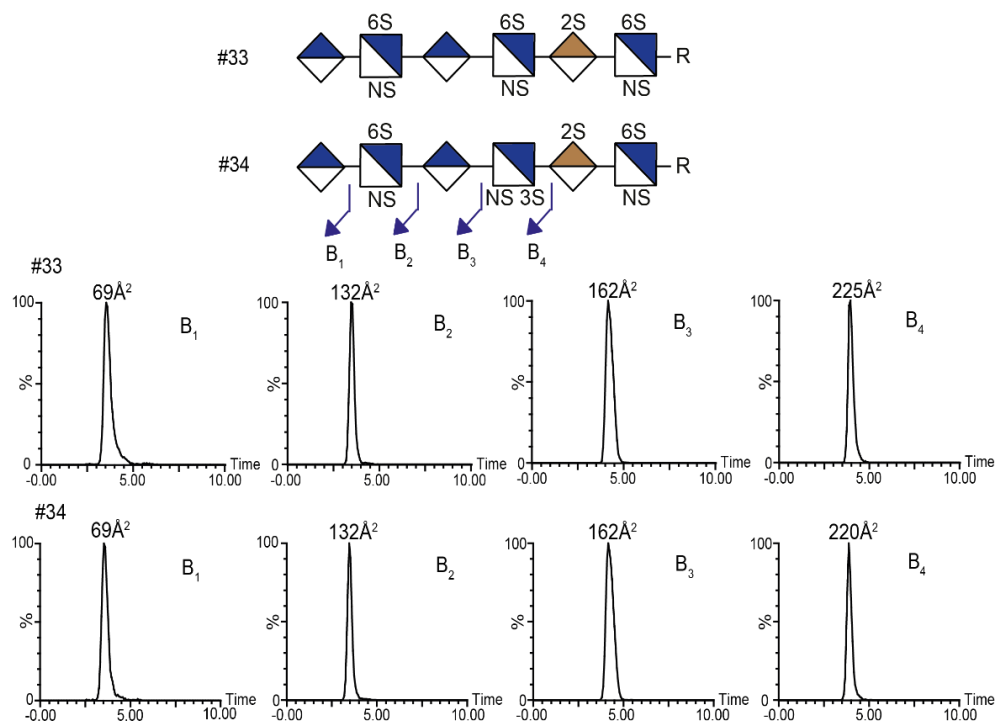 6S 6S 2S 6S
#33 R
NS NS NS
6S 2S 6S
#34 R
NS NS 3S NS
B₁ B₂ B₃ B₄
#33
69Å² 132Å² 162Å² 225Å²
100 100 100 100
B₁ B₂ B₃ B₄
% % % %
0 Time 0 Time 0 Time 0 Time
-0.00 5.00 10.00 -0.00 5.00 10.00 -0.00 5.00 10.00 -0.00 5.00 10.00
#34
69Å² 132Å² 162Å² 220Å²
100 100 100 100
B₁ B₂ B₃ B₄
% % % %
0 Time 0 Time 0 Time 0 Time
-0.00 5.00 10.00 -0.00 5.00 10.00 -0.00 5.00 10.00 -0.00 5.00 10.00